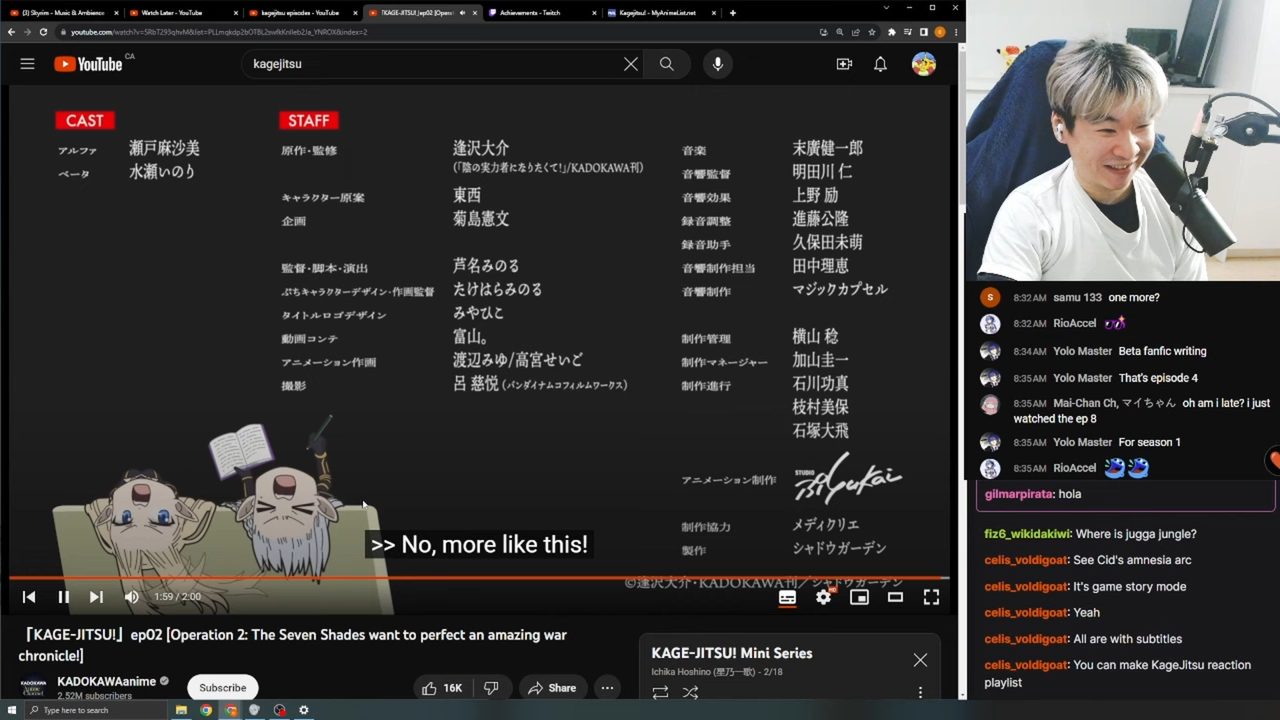 (3) Skyrim - Music & Ambience
Watch Later - YouTube
kagejitsu episodes - YouTube
「KAGE-JITSU!」ep02 [Oper
Achievements - Twitch
Kagejitsu! - MyAnimeList.net
YouTube CA
kagejitsu
CAST
アルファ 瀬戸麻沙美
ベータ 水瀬いのり
STAFF
原作・監修 逢沢大介
(「陰の実力者になりたくて!」/KADOKAWA刊)
キャラクター原案 東西
企画 菊島憲文
監督・脚本・演出 芦名みのる
ぷちキャラクターデザイン・作画監督 たけはらみのる
タイトルロゴデザイン みやひこ
動画コンテ 富山。
アニメーション作画 渡辺みゆ/高宮せいご
撮影 呂 慈悦 (バンダイナムコフィルムワークス)
音楽 末廣健一郎
音響監督 明田川 仁
音響効果 上野 励
録音調整 進藤公隆
録音助手 久保田未萌
音響制作担当 田中理恵
音響制作 マジックカプセル
制作管理 横山 稔
制作マネージャー 加山圭一
制作進行 石川功真
枝村美保
石塚大飛
アニメーション制作 STUDIO ぷYUKAI
制作協力 メディクリエ
製作 シャドウガーデン
©逢沢大介・KADOKAWA刊/シャドウガーデン
>> No, more like this!
1:59 / 2:00
HD
「KAGE-JITSU!」 ep02 [Operation 2: The Seven Shades want to perfect an amazing war
chronicle!]
KADOKAWAanime
2.52M subscribers
Subscribe
16K
Share
KAGE-JITSU! Mini Series
Ichika Hoshino (星乃一歌) - 2/18
Type here to search
S 8:32AM samu 133 one more?
8:32AM RioAccel
8:34AM Yolo Master Beta fanfic writing
8:35AM Yolo Master That's episode 4
8:35AM Mai-Chan Ch, マイちゃん oh am i late? i just
watched the ep 8
8:35AM Yolo Master For season 1
8:35AM RioAccel
gilmarpirata: hola
fiz6_wikidakiwi: Where is jugga jungle?
celis_voldigoat: See Cid's amnesia arc
celis_voldigoat: It's game story mode
celis_voldigoat: Yeah
celis_voldigoat: All are with subtitles
celis_voldigoat: You can make KageJitsu reaction
playlist